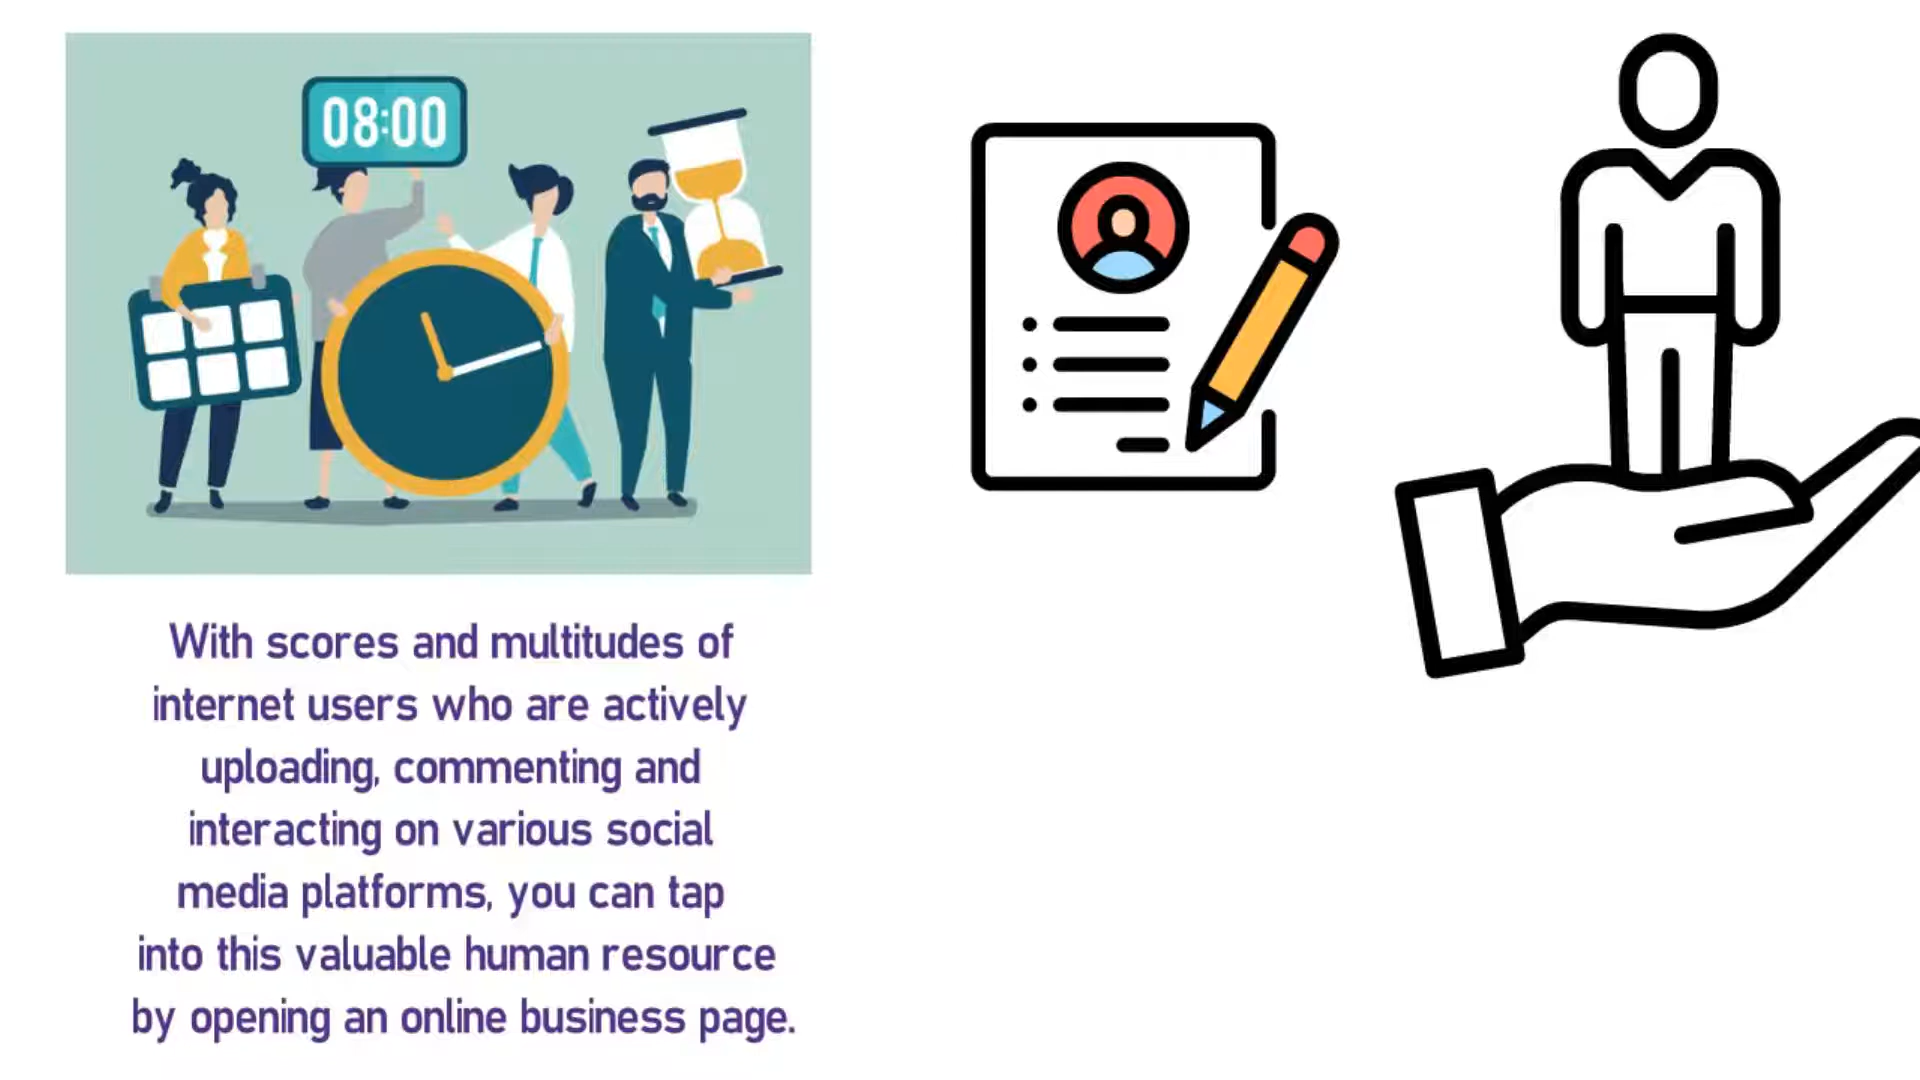 08:00
With scores and multitudes of
internet users who are actively
uploading, commenting and
interacting on various social
media platforms, you can tap
into this valuable human resource
by opening an online business page.